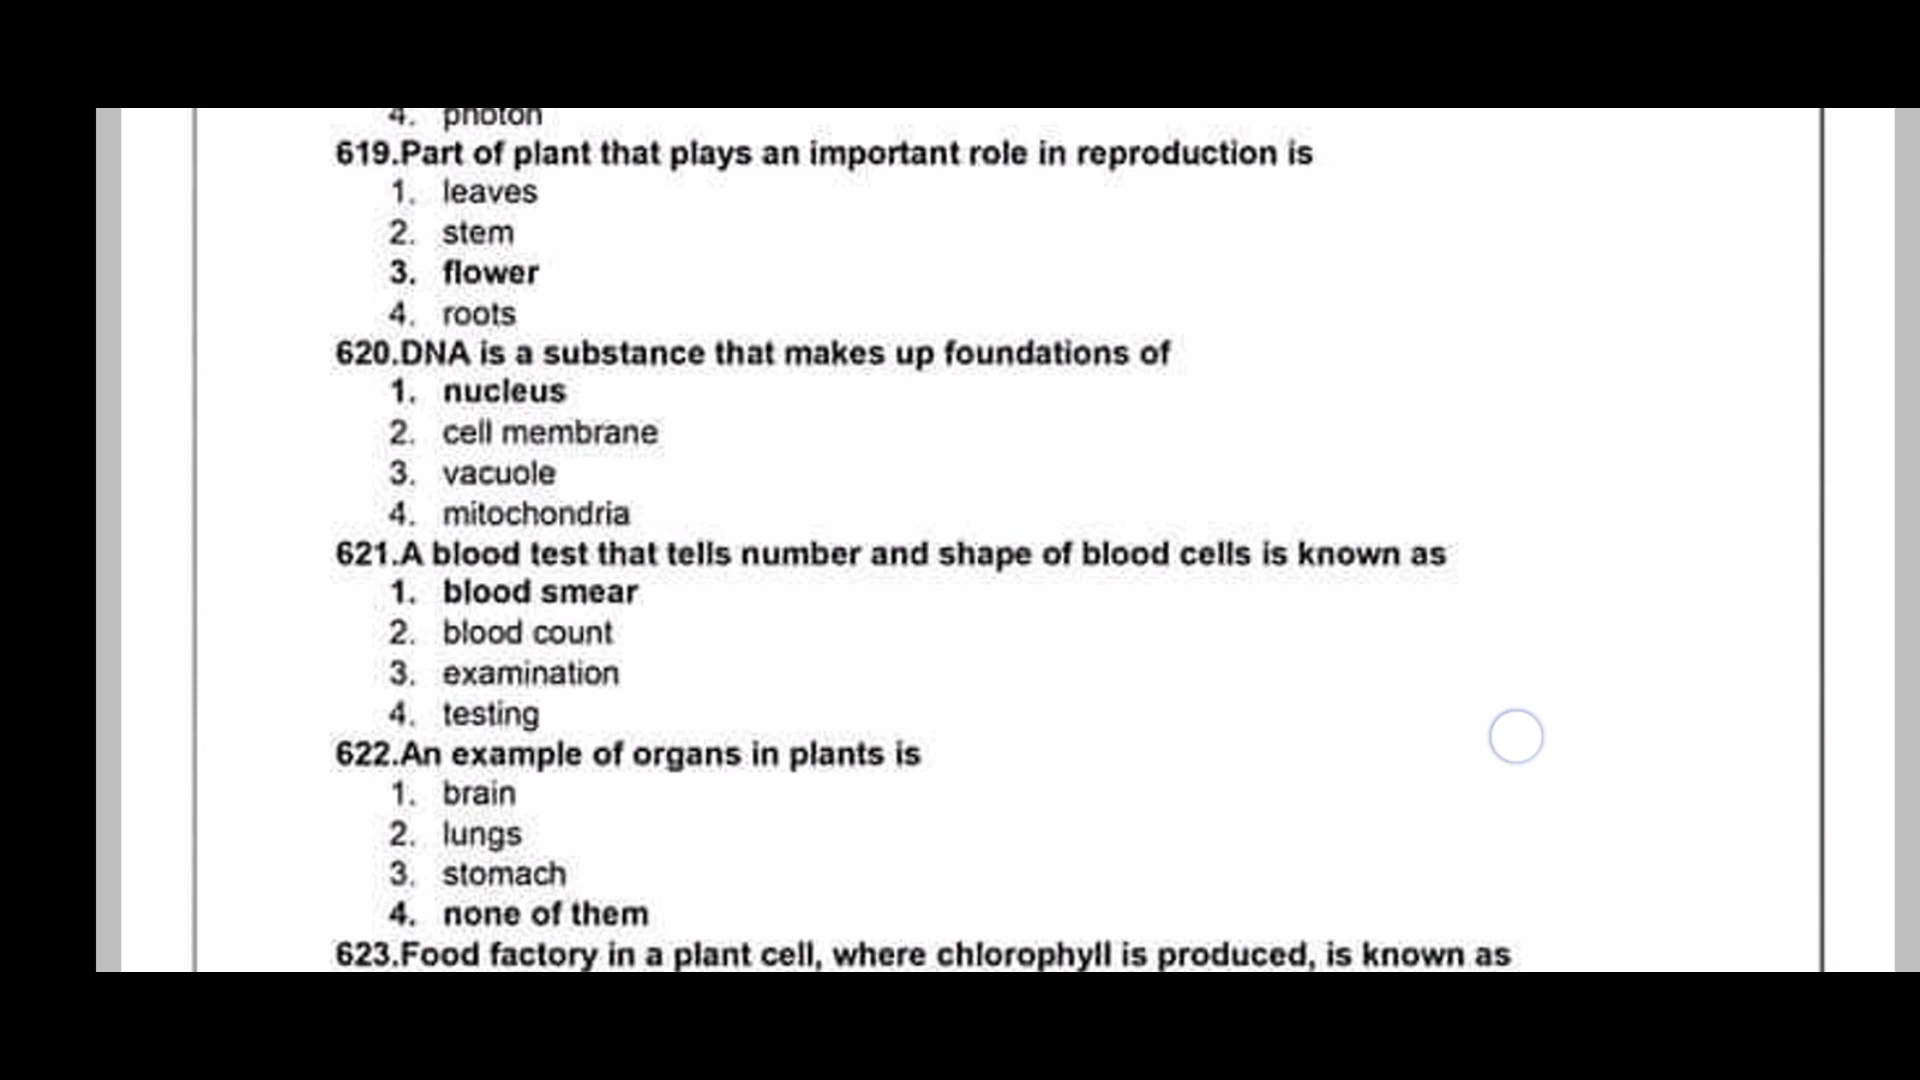 4. photon
619.Part of plant that plays an important role in reproduction is
1. leaves
2. stem
3. flower
4. roots
620.DNA is a substance that makes up foundations of
1. nucleus
2. cell membrane
3. vacuole
4. mitochondria
621.A blood test that tells number and shape of blood cells is known as
1. blood smear
2. blood count
3. examination
4. testing
622.An example of organs in plants is
1. brain
2. lungs
3. stomach
4. none of them
623.Food factory in a plant cell, where chlorophyll is produced, is known as